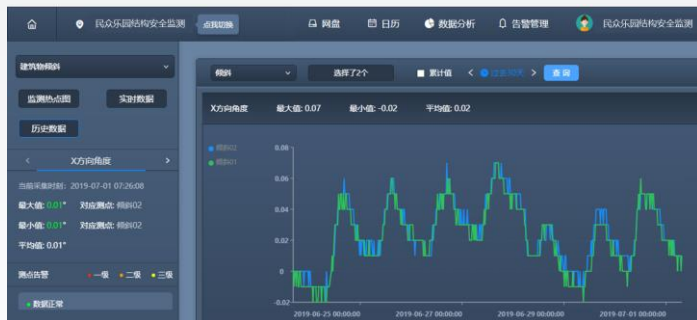 民众乐园结构安全监测 点我切换 网盘 日历 数据分析 告警管理 民众乐园结构安全监测
建筑物倾斜
监测热点图 实时数据
历史数据
X方向角度
当前采集时刻: 2019-07-01 07:26:08
最大值: 0.01° 对应测点: 倾斜02
最小值: 0.01° 对应测点: 倾斜02
平均值: 0.01°
测点告警 一级 二级 三级
数据正常
倾斜 选择了2个 累计值 过去30天 查询
X方向角度 最大值: 0.07 最小值: -0.02 平均值: 0.02
倾斜02
倾斜01
0.08
0.06
0.04
0.02
0
-0.02
2019-06-25 00:00:00 2019-06-27 00:00:00 2019-06-29 00:00:00 2019-07-01 00:00:00